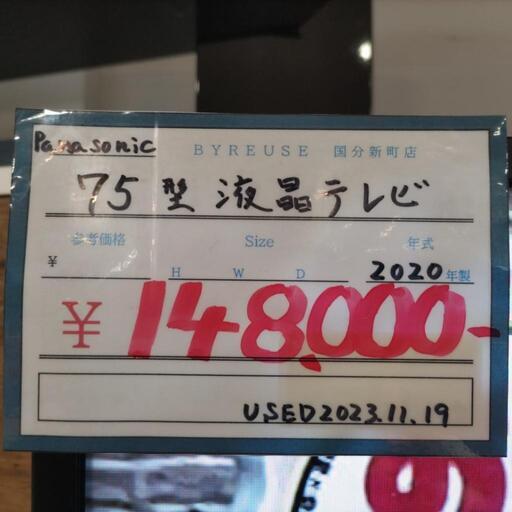 Panasonic
BYREUSE 国分新町店
75型 液晶テレビ
参考価格 Size 年式
¥ H W D 2020年製
¥148,000-
USED2023.11.19